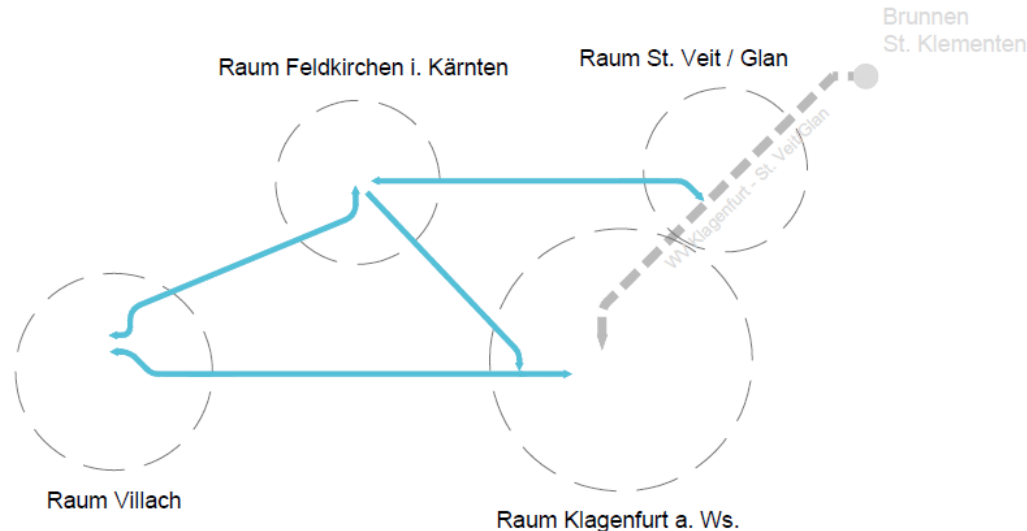 Brunnen
St. Klementen
Raum Feldkirchen i. Kärnten
Raum St. Veit / Glan
WV Klagenfurt - St. Veit/Glan
Raum Villach
Raum Klagenfurt a. Ws.